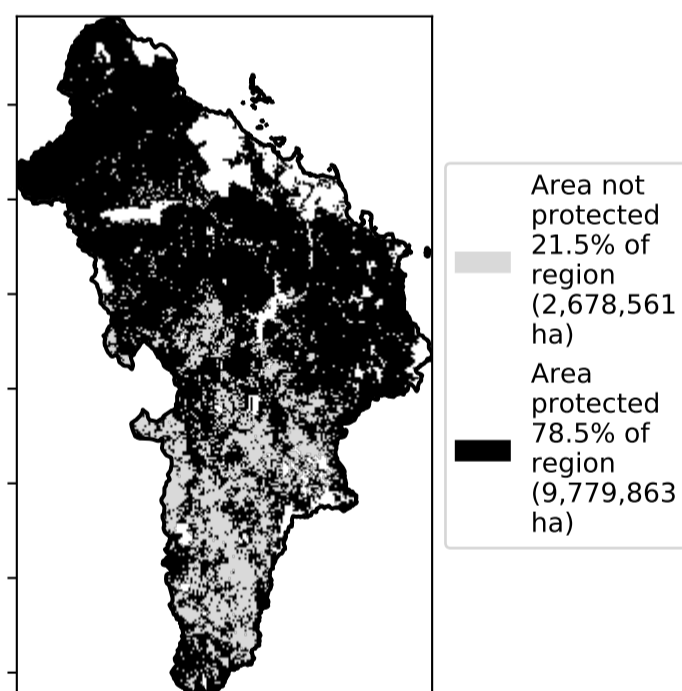 Area not
protected
21.5% of
region
(2,678,561
ha)
Area
protected
78.5% of
region
(9,779,863
ha)